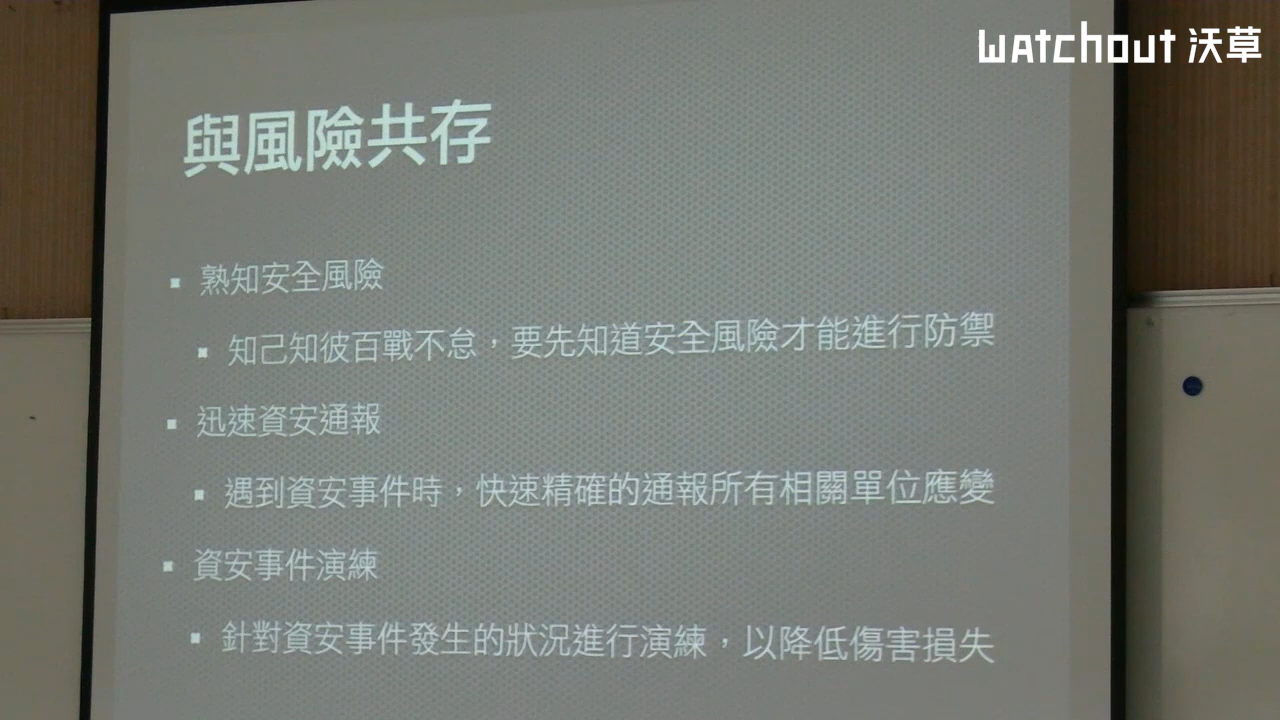 watchout 沃草
與風險共存
▪ 熟知安全風險
▪ 知己知彼百戰不怠，要先知道安全風險才能進行防禦
▪ 迅速資安通報
▪ 遇到資安事件時，快速精確的通報所有相關單位應變
▪ 資安事件演練
▪ 針對資安事件發生的狀況進行演練，以降低傷害損失